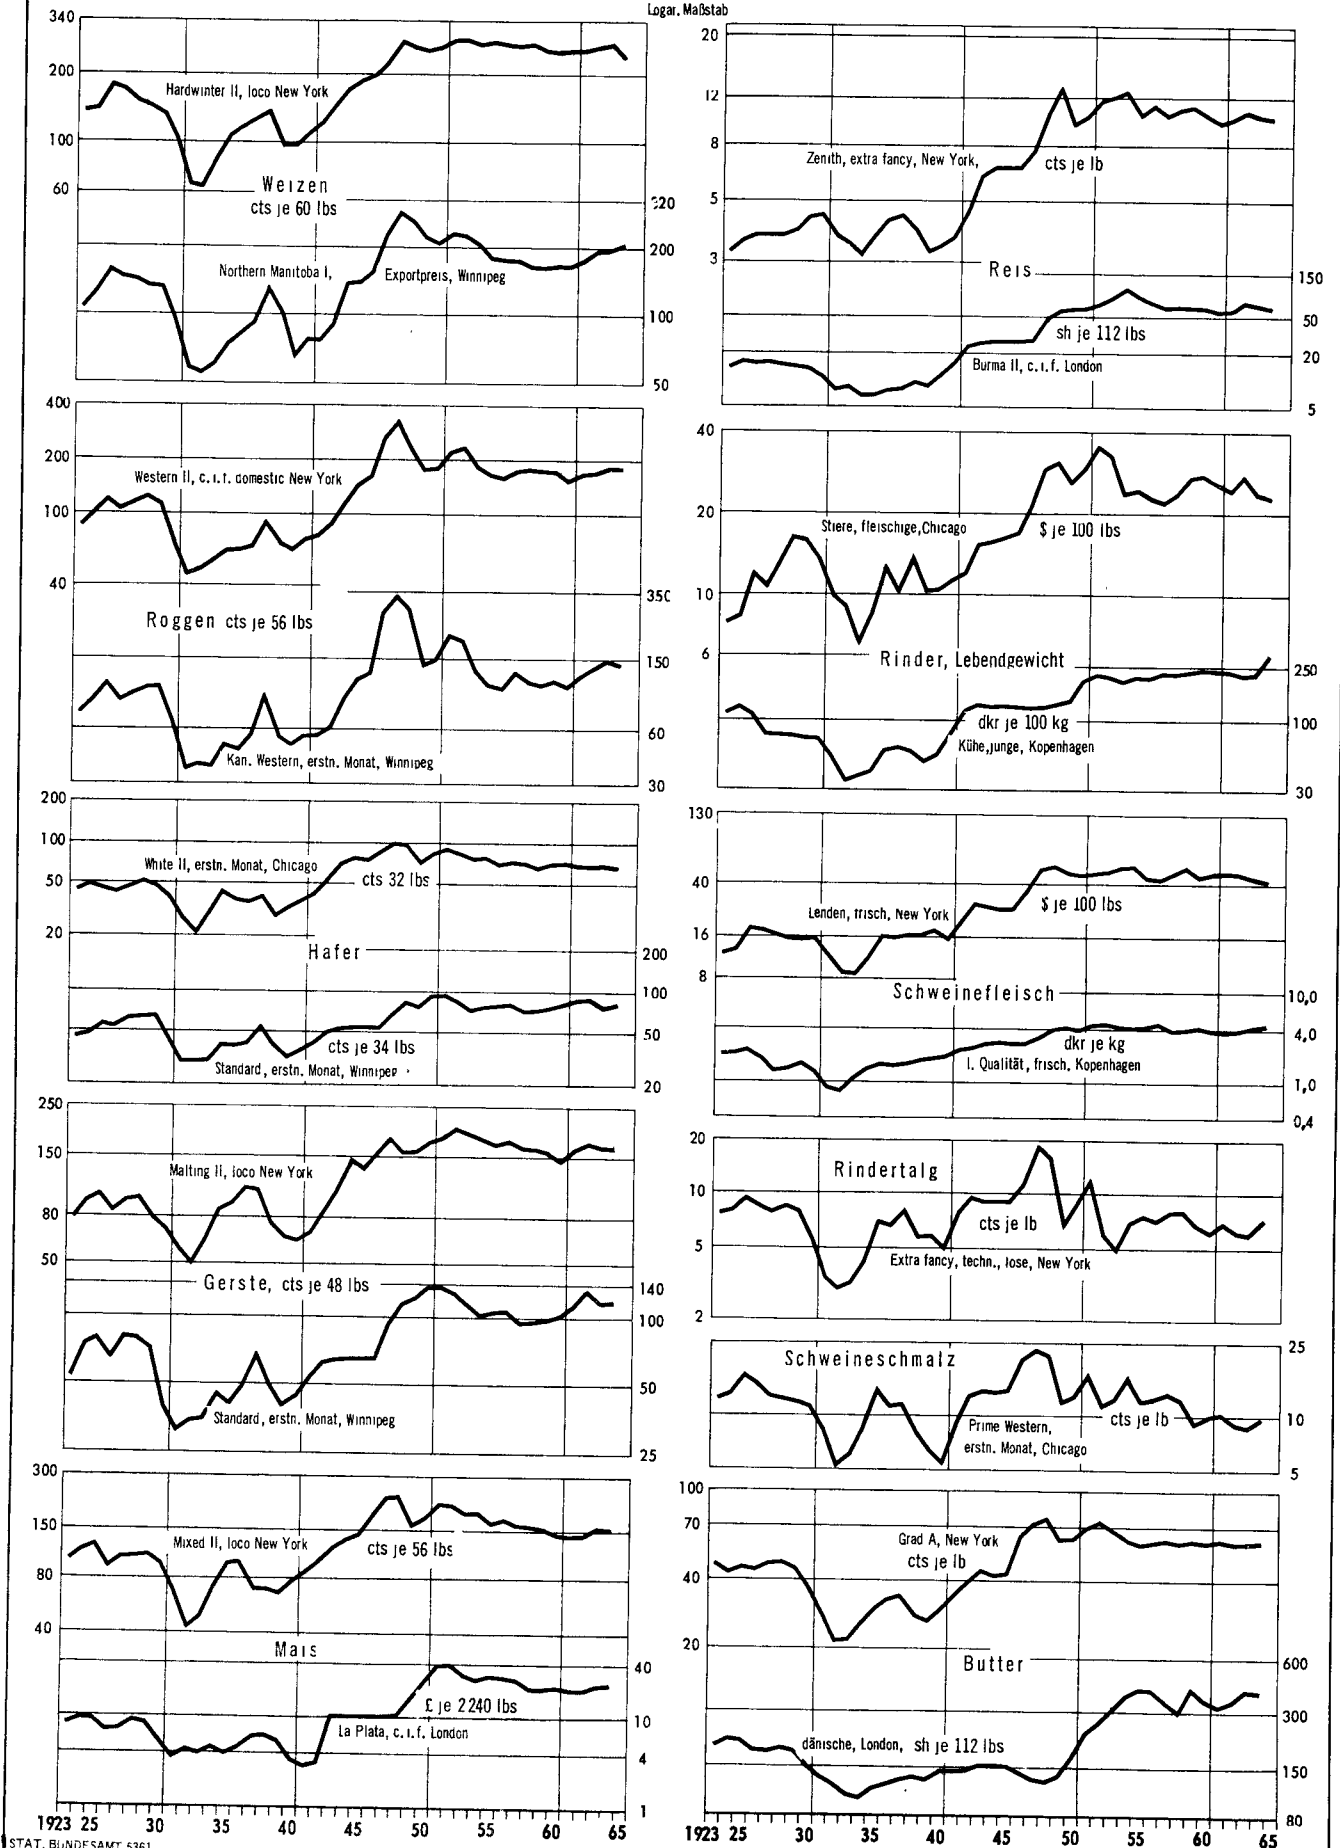 Logar. Maßstab
340
200
100
60
Hardwinter II, loco New York
Weizen
cts je 60 lbs
320
200
100
50
Northern Manitoba I,
Exportpreis, Winnipeg
400
200
100
40
Western II, c.i.f. domestic New York
Roggen cts je 56 lbs
350
150
60
30
Kan. Western, erstn. Monat, Winnipeg
200
100
50
20
White II, erstn. Monat, Chicago
cts 32 lbs
Hafer
200
100
50
20
cts je 34 lbs
Standard, erstn. Monat, Winnipeg
250
150
80
50
Malting II, loco New York
Gerste, cts je 48 lbs
140
100
50
25
Standard, erstn. Monat, Winnipeg
300
150
80
40
Mixed II, loco New York
cts je 56 lbs
Mais
40
10
4
1
£ je 2240 lbs
La Plata, c.i.f. London
1923 25 30 35 40 45 50 55 60 65
STAT. BUNDESAMT 5361
20
12
8
5
3
Zenith, extra fancy, New York,
cts je lb
Reis
150
50
20
5
sh je 112 lbs
Burma II, c.i.f. London
40
20
10
6
Stiere, fleischige, Chicago
$ je 100 lbs
Rinder, Lebendgewicht
250
100
30
dkr je 100 kg
Kühe, junge, Kopenhagen
130
40
16
8
Lenden, frisch, New York
$ je 100 lbs
Schweinefleisch
10,0
4,0
1,0
0,4
dkr je kg
I. Qualität, frisch, Kopenhagen
20
10
5
2
Rindertalg
cts je lb
Extra fancy, techn., lose, New York
Schweineschmalz
25
10
5
cts je lb
Prime Western,
erstn. Monat, Chicago
100
70
40
20
Grad A, New York
cts je lb
Butter
600
300
150
80
dänische, London, sh je 112 lbs
1923 25 30 35 40 45 50 55 60 65